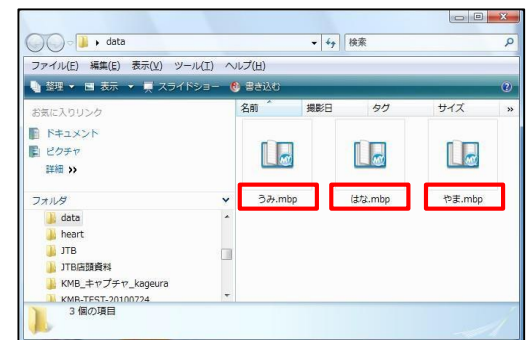 data
検索
ファイル(F) 編集(E) 表示(V) ツール(T) ヘルプ(H)
整理 表示 スライドショー 書き込む
お気に入りリンク
ドキュメント
ピクチャ
詳細 »
フォルダ
data
heart
JTB
JTB店頭資料
KMB_キャプチャ_kageura
KMB-TEST-20100724
名前 撮影日 タグ サイズ »
MY MY MY
うみ.mbp はな.mbp やま.mbp
3 個の項目